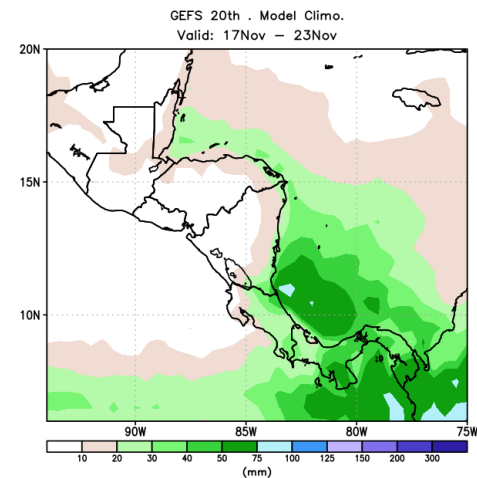 GEFS 20th . Model Climo.
Valid: 17Nov – 23Nov
20N
15N
10N
90W
85W
80W
75W
10 20 30 40 50 75 100 125 150 200 300
(mm)